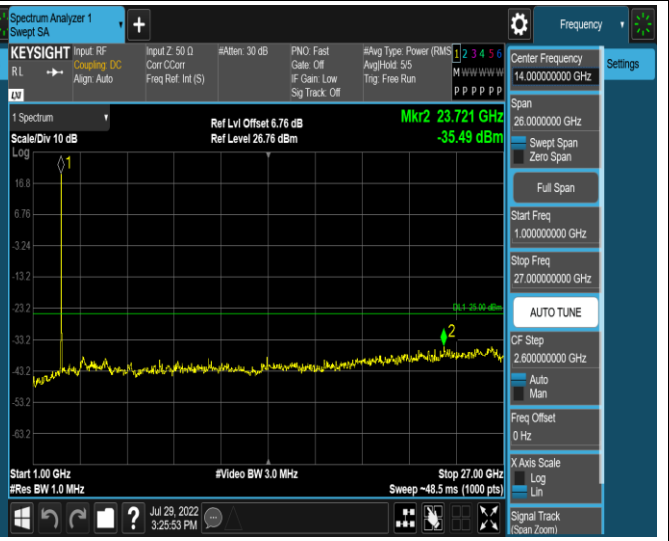 Spectrum Analyzer 1
Swept SA
+
Frequency
KEYSIGHT
RL
LXI
Input: RF
Coupling: DC
Align: Auto
Input Z: 50 Ω
Corr CCorr
Freq Ref: Int (S)
#Atten: 30 dB
PNO: Fast
Gate: Off
IF Gain: Low
Sig Track: Off
#Avg Type: Power (RMS
Avg|Hold: 5/5
Trig: Free Run
1 2 3 4 5 6
M W W W W W
P P P P P P
Center Frequency
14.000000000 GHz
Settings
1 Spectrum
Scale/Div 10 dB
Log
Ref Lvl Offset 6.76 dB
Ref Level 26.76 dBm
Mkr2 23.721 GHz
-35.49 dBm
1
16.8
6.76
-3.24
-13.2
-23.2
-33.2
-43.2
-53.2
-63.2
DL1 -25.00 dBm
2
Span
26.0000000 GHz
Swept Span
Zero Span
Full Span
Start Freq
1.000000000 GHz
Stop Freq
27.000000000 GHz
AUTO TUNE
CF Step
2.600000000 GHz
Auto
Man
Freq Offset
0 Hz
X Axis Scale
Log
Lin
Signal Track
(Span Zoom)
Start 1.00 GHz
#Res BW 1.0 MHz
#Video BW 3.0 MHz
Stop 27.00 GHz
Sweep ~48.5 ms (1000 pts)
?
Jul 29, 2022
3:25:53 PM